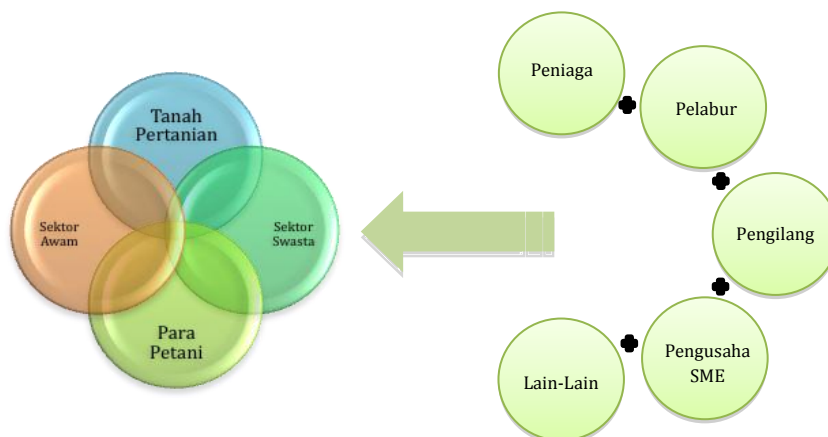 Tanah
Pertanian
Sektor
Awam
Sektor
Swasta
Para
Petani
Peniaga
Pelabur
Pengilang
Pengusaha
SME
Lain-Lain